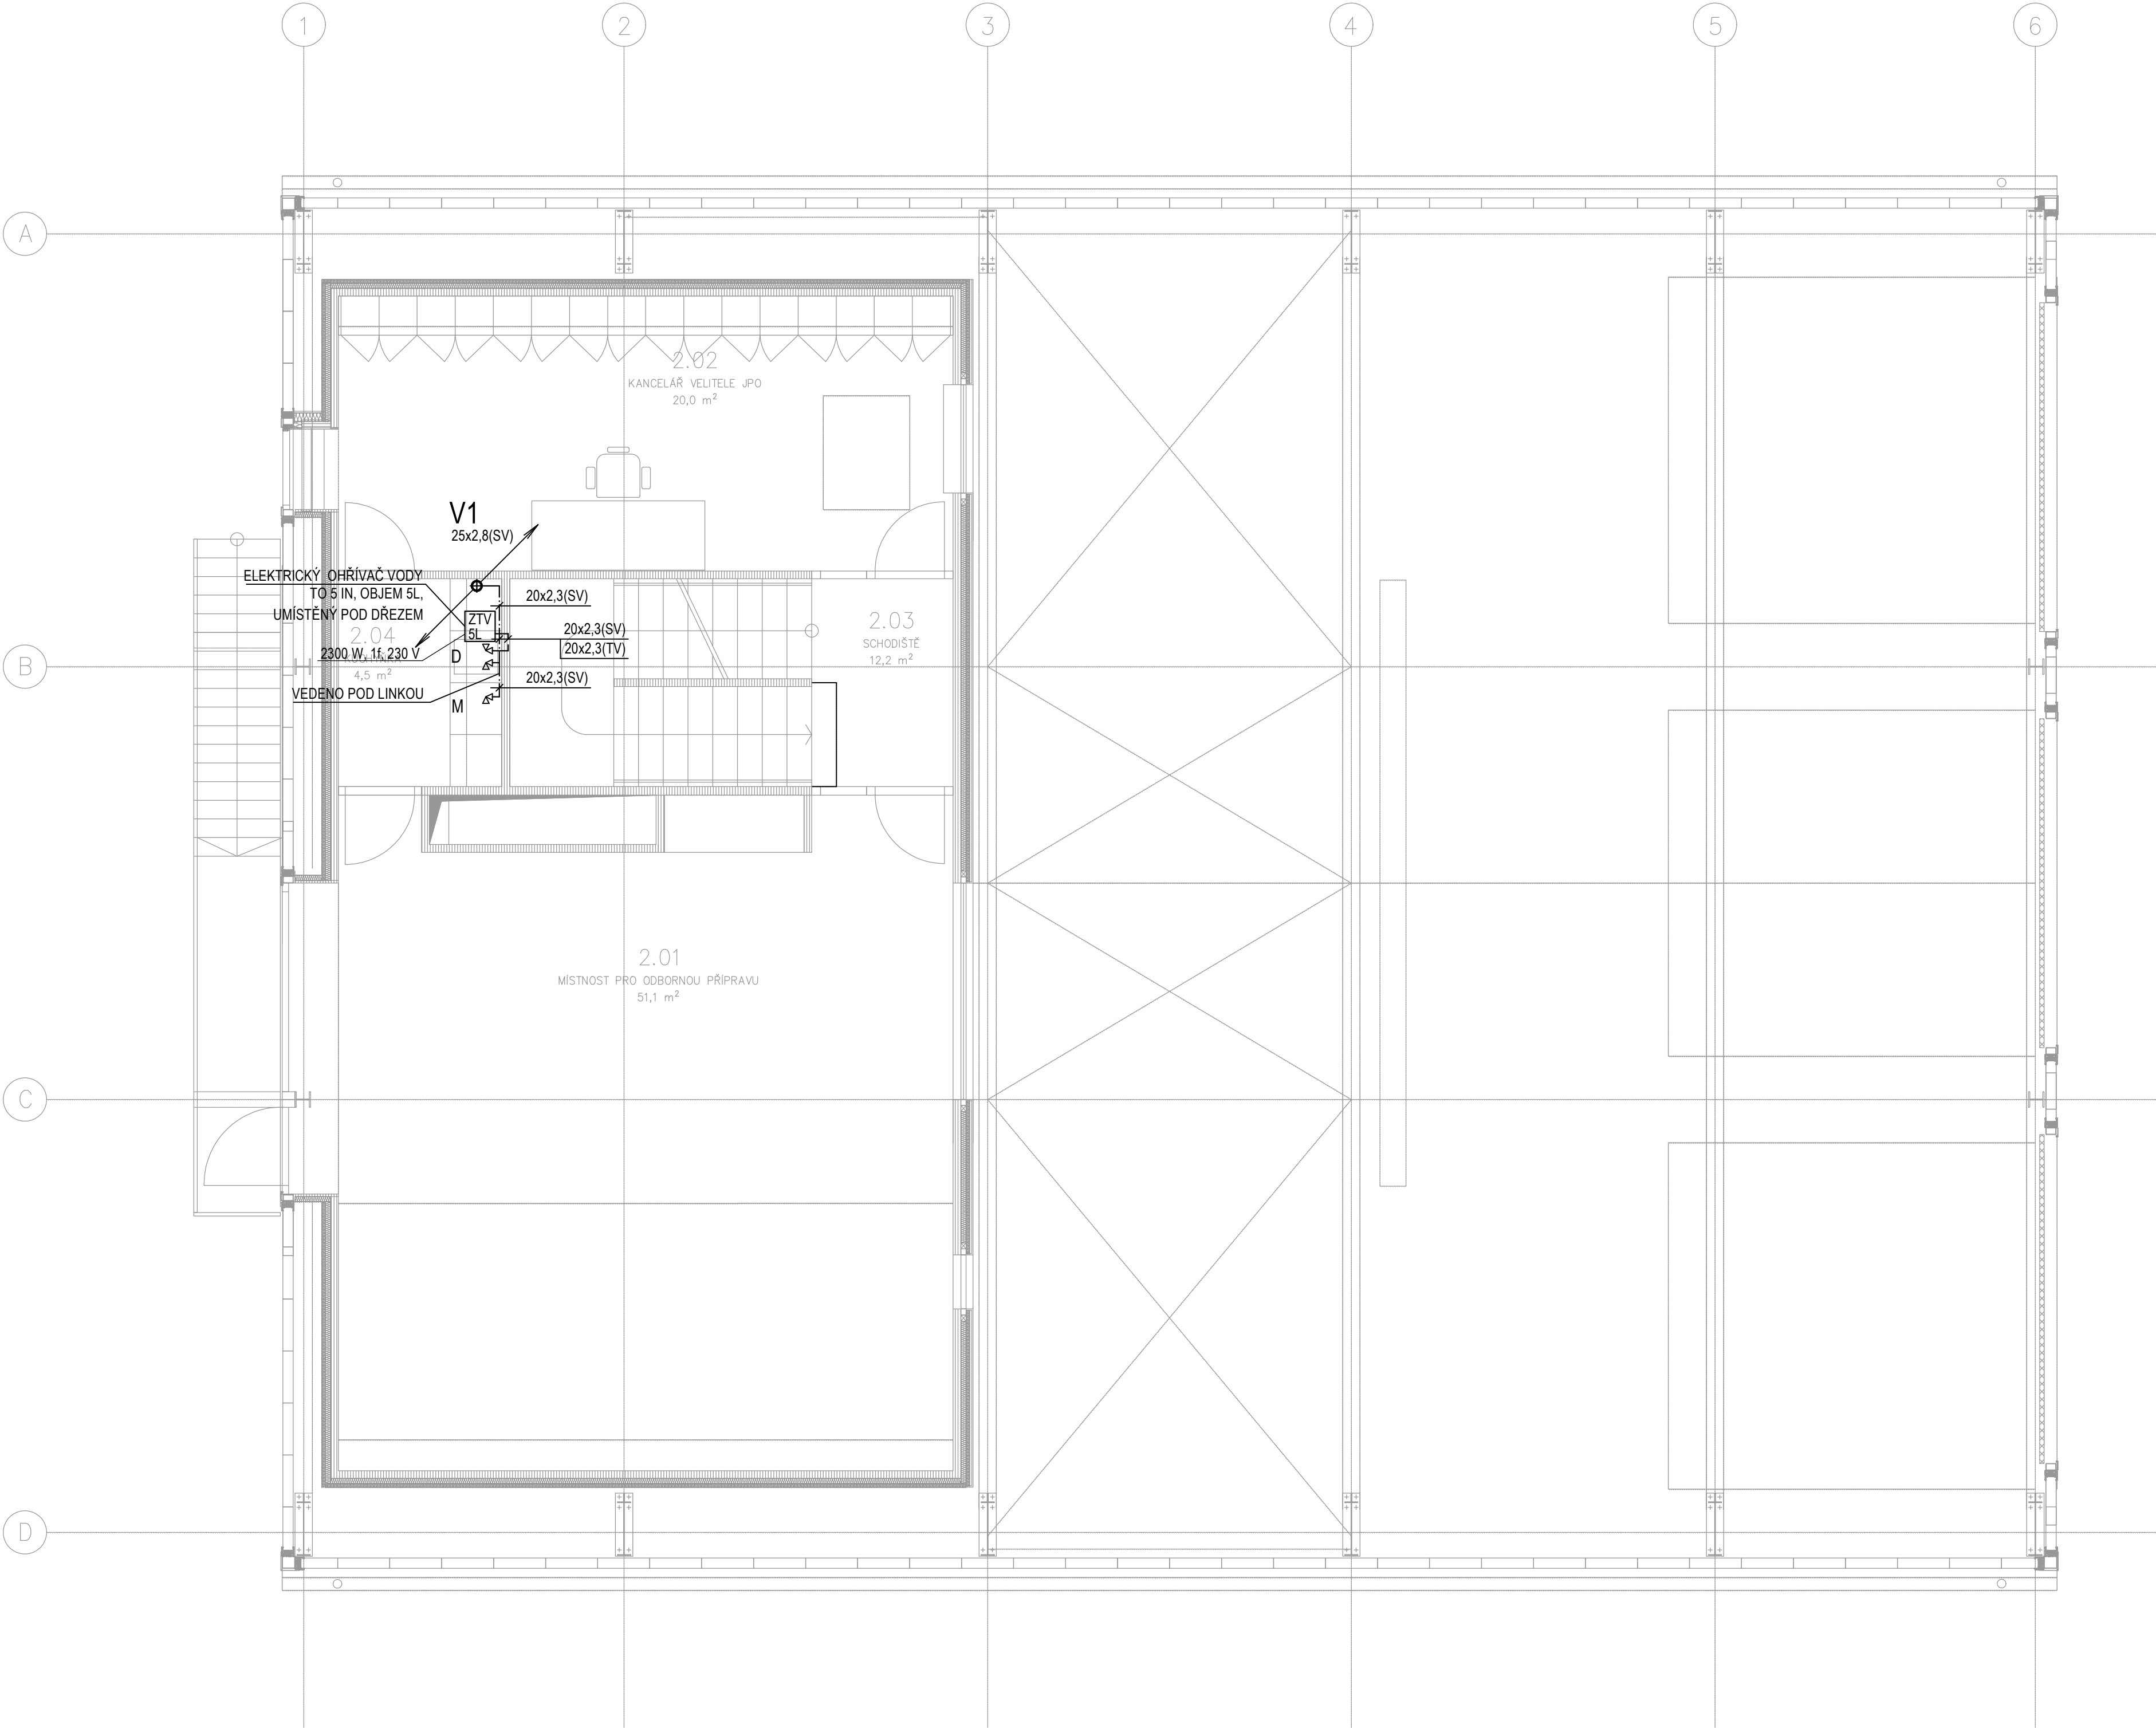 1
2
3
4
5
6
A
2.02
KANCELÁŘ VELITELE JPO
20,0 m²
V1
25x2,8(SV)
ELEKTRICKÝ OHŘÍVAČ VODY
TO 5 IN, OBJEM 5L,
UMÍSTĚNÝ POD DŘEZEM
20x2,3(SV)
ZTV
5L
2.04
KUCHYŇKA
4,5 m²
2300 W, 1f, 230 V
D
20x2,3(SV)
20x2,3(TV)
2.03
SCHODIŠTĚ
12,2 m²
B
20x2,3(SV)
VEDENO POD LINKOU
M
2.01
MÍSTNOST PRO ODBORNOU PŘÍPRAVU
51,1 m²
C
D